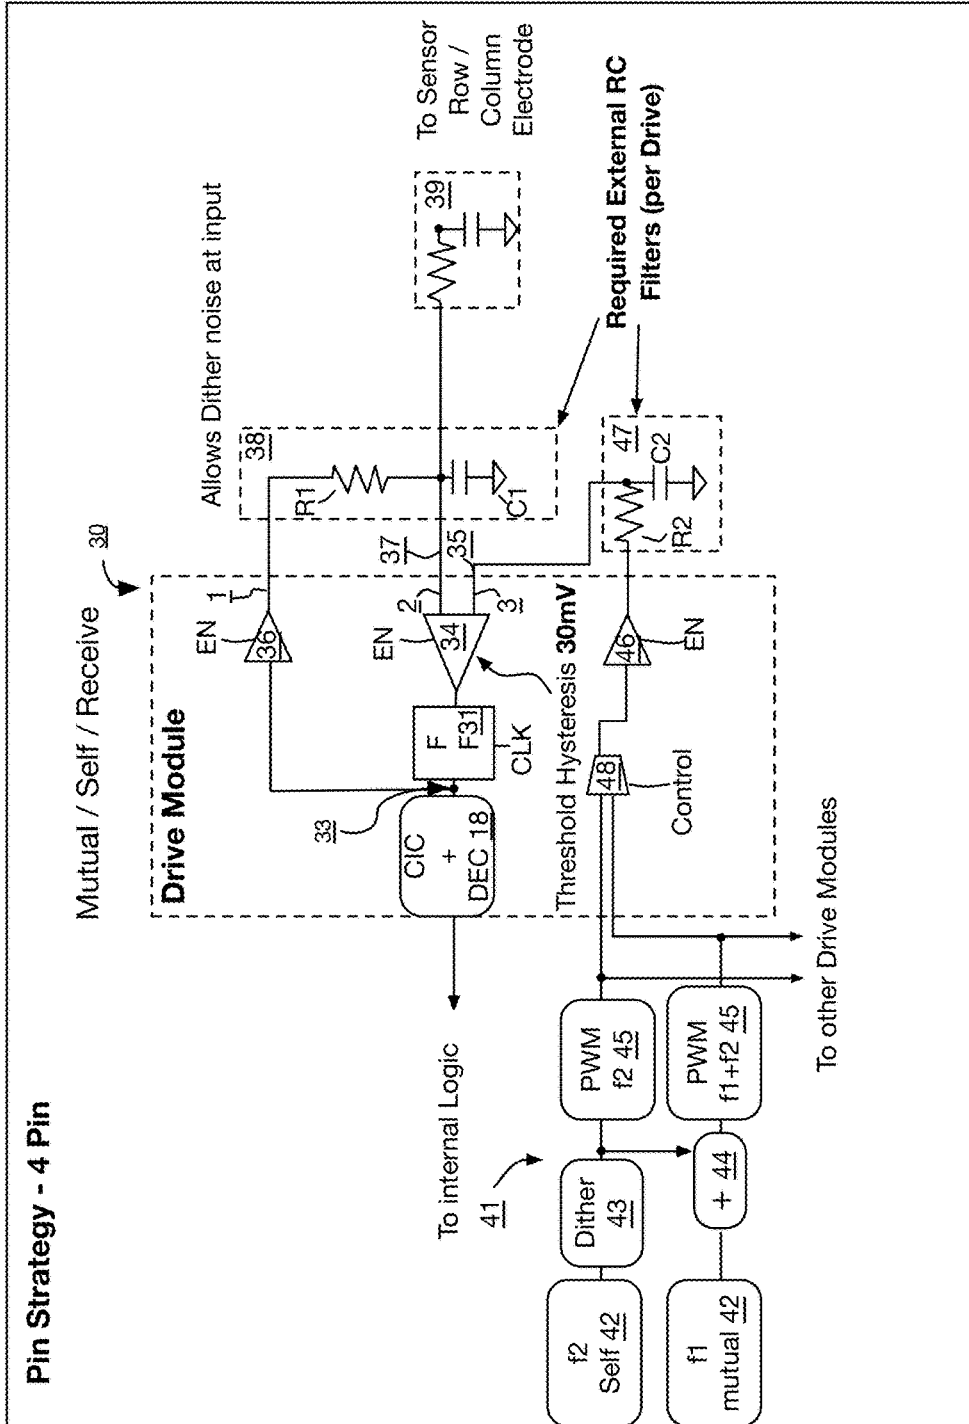 Pin Strategy - 4 Pin
Mutual / Self / Receive
30
Drive Module
Allows Dither noise at input
EN
36
1
R1
38
33
CIC
+
DEC 18
F
F31
CLK
EN
34
2
3
37
35
C1
39
To Sensor
Row /
Column
Electrode
To internal Logic
Threshold Hysteresis 30mV
41
f2
Self 42
Dither
43
PWM
f2 45
48
Control
46
EN
47
R2
C2
Required External RC
Filters (per Drive)
f1
mutual 42
+ 44
PWM
f1+f2 45
To other Drive Modules